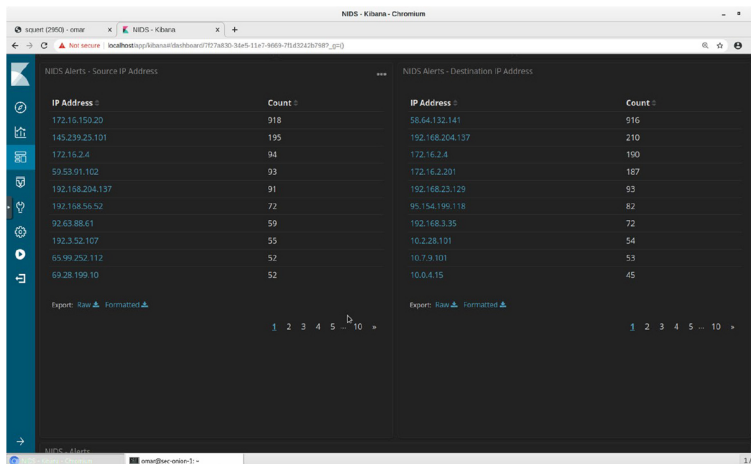 NIDS - Kibana - Chromium
squert (2950) - omar x NIDS - Kibana x +
Not secure | localhost/app/kibana#/dashboard/7f27a830-34e5-11e7-9669-7f1d3242b798?_g=()
NIDS Alerts - Source IP Address
IP Address Count
172.16.150.20 918
145.239.25.101 195
172.16.2.4 94
59.53.91.102 93
192.168.204.137 91
192.168.56.52 72
92.63.88.61 59
192.3.52.107 55
65.99.252.112 52
69.28.199.10 52
Export: Raw Formatted
1 2 3 4 5 ... 10 »
NIDS Alerts - Destination IP Address
IP Address Count
58.64.132.141 916
192.168.204.137 210
172.16.2.4 190
172.16.2.201 187
192.168.23.129 93
95.154.199.118 82
192.168.3.35 72
10.2.28.101 54
10.7.9.101 53
10.0.4.15 45
Export: Raw Formatted
1 2 3 4 5 ... 10 »
NIDS - Alerts
omar@sec-onion-1: ~